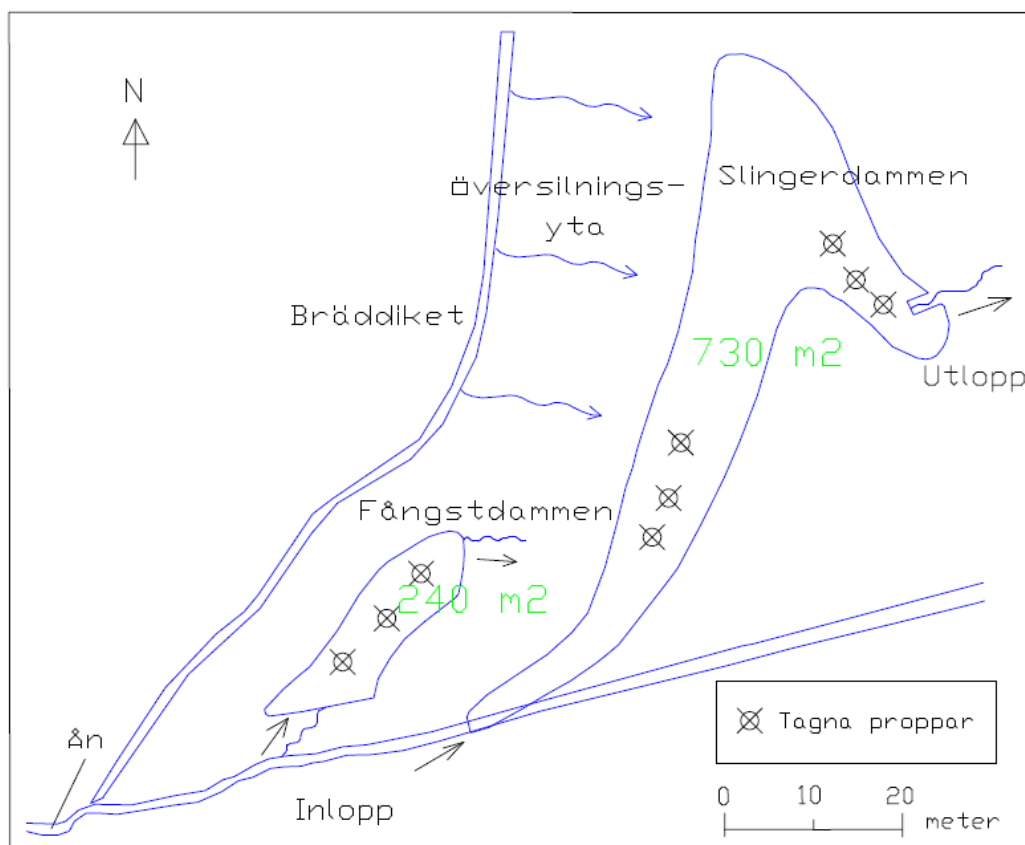 N
Översilnings-
yta
Slingerdammen
Bräddiket
730 m2
Utlopp
Fångstdammen
240 m2
Ån
Inlopp
Tagna proppar
0 10 20
meter